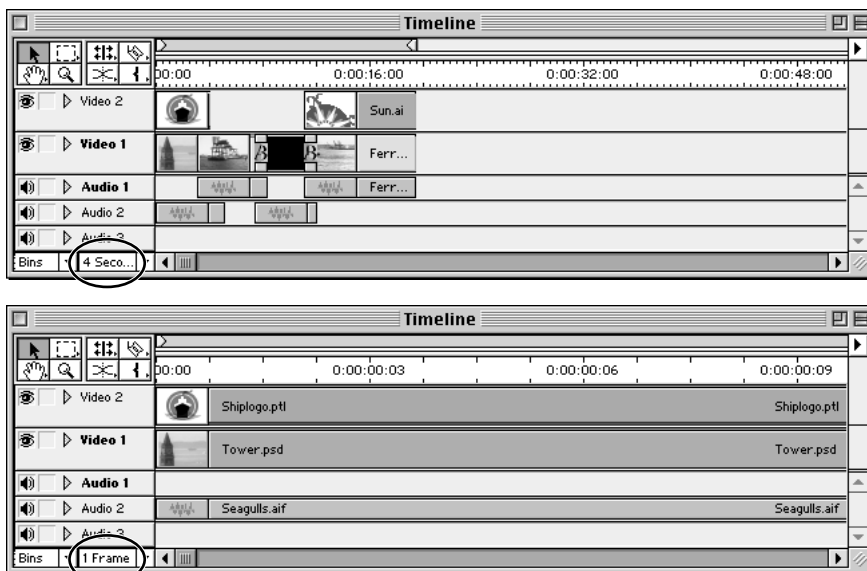 Timeline
00:00 0:00:16:00 0:00:32:00 0:00:48:00
Video 2 Sun.ai
Video 1 Ferr...
Audio 1 Ferr...
Audio 2
Audio 3
Bins 4 Seco...
Timeline
00:00 0:00:00:03 0:00:00:06 0:00:00:09
Video 2 Shiplogo.ptl Shiplogo.ptl
Video 1 Tower.psd Tower.psd
Audio 1
Audio 2 Seagulls.aif Seagulls.aif
Audio 3
Bins 1 Frame